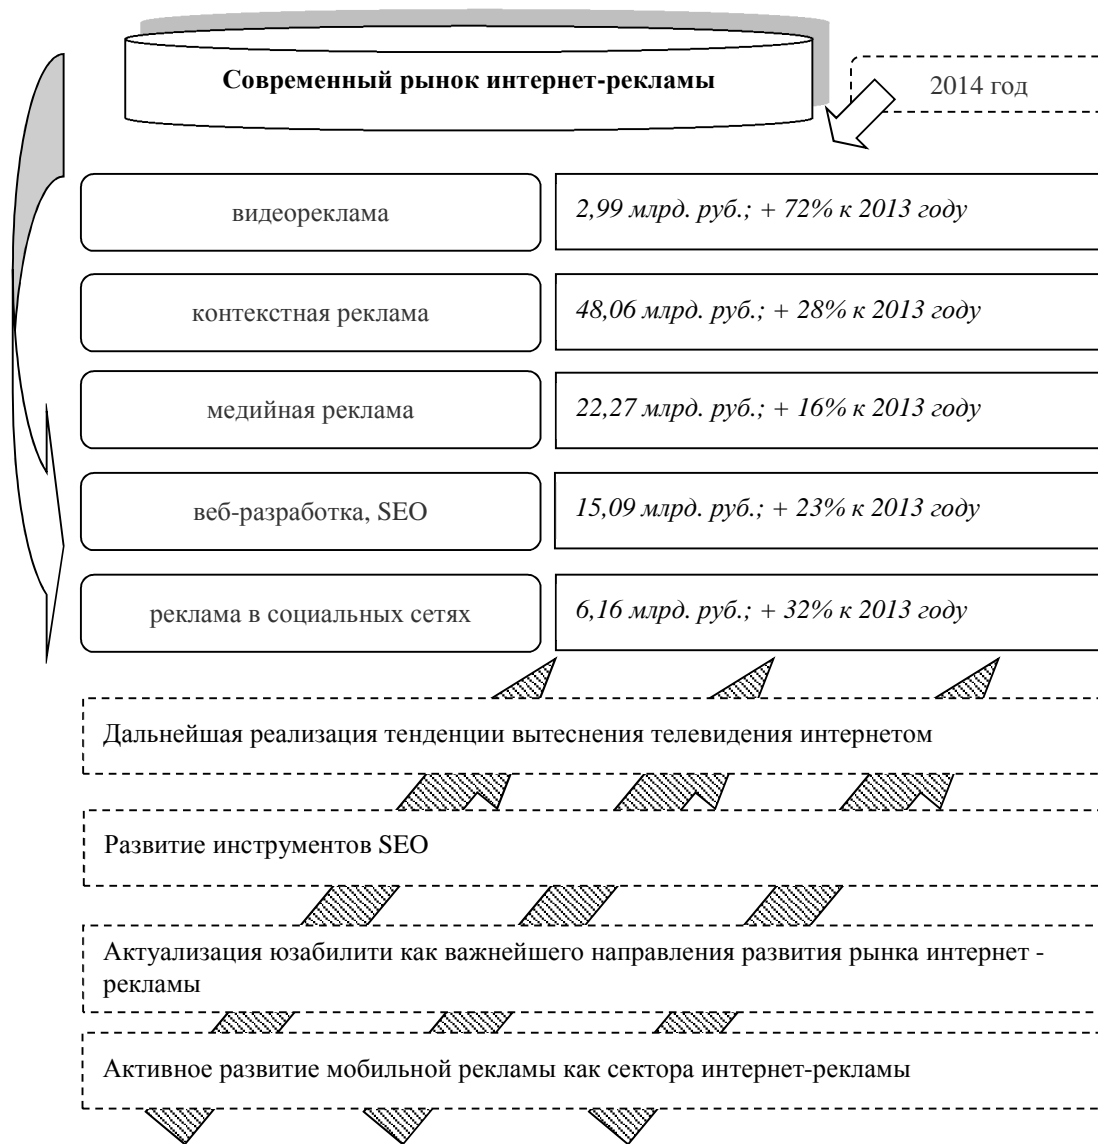 Современный рынок интернет-рекламы
2014 год
видеореклама
2,99 млрд. руб.; + 72% к 2013 году
контекстная реклама
48,06 млрд. руб.; + 28% к 2013 году
медийная реклама
22,27 млрд. руб.; + 16% к 2013 году
веб-разработка, SEO
15,09 млрд. руб.; + 23% к 2013 году
реклама в социальных сетях
6,16 млрд. руб.; + 32% к 2013 году
Дальнейшая реализация тенденции вытеснения телевидения интернетом
Развитие инструментов SEO
Актуализация юзабилити как важнейшего направления развития рынка интернет -
рекламы
Активное развитие мобильной рекламы как сектора интернет-рекламы